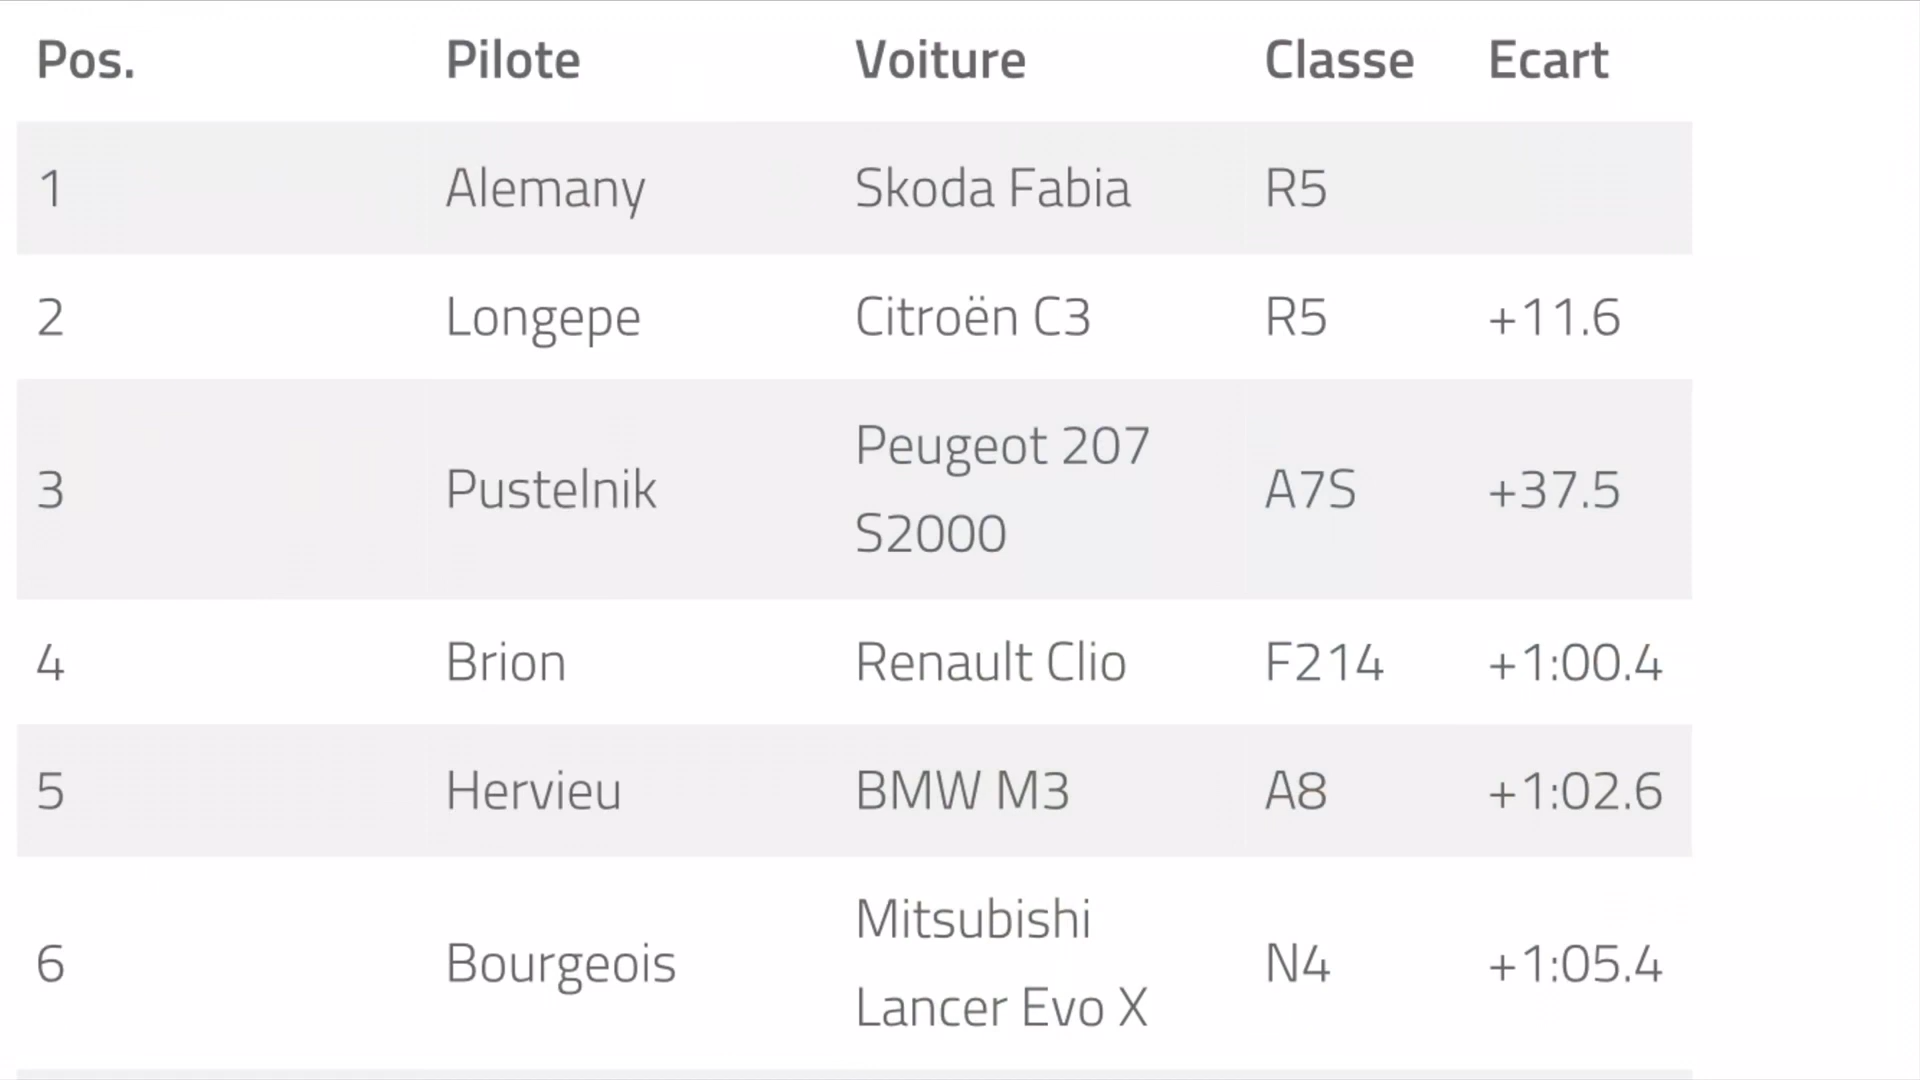 Pos. Pilote Voiture Classe Ecart
1 Alemany Skoda Fabia R5
2 Longepe Citroën C3 R5 +11.6
3 Pustelnik Peugeot 207 S2000 A7S +37.5
4 Brion Renault Clio F214 +1:00.4
5 Hervieu BMW M3 A8 +1:02.6
6 Bourgeois Mitsubishi Lancer Evo X N4 +1:05.4